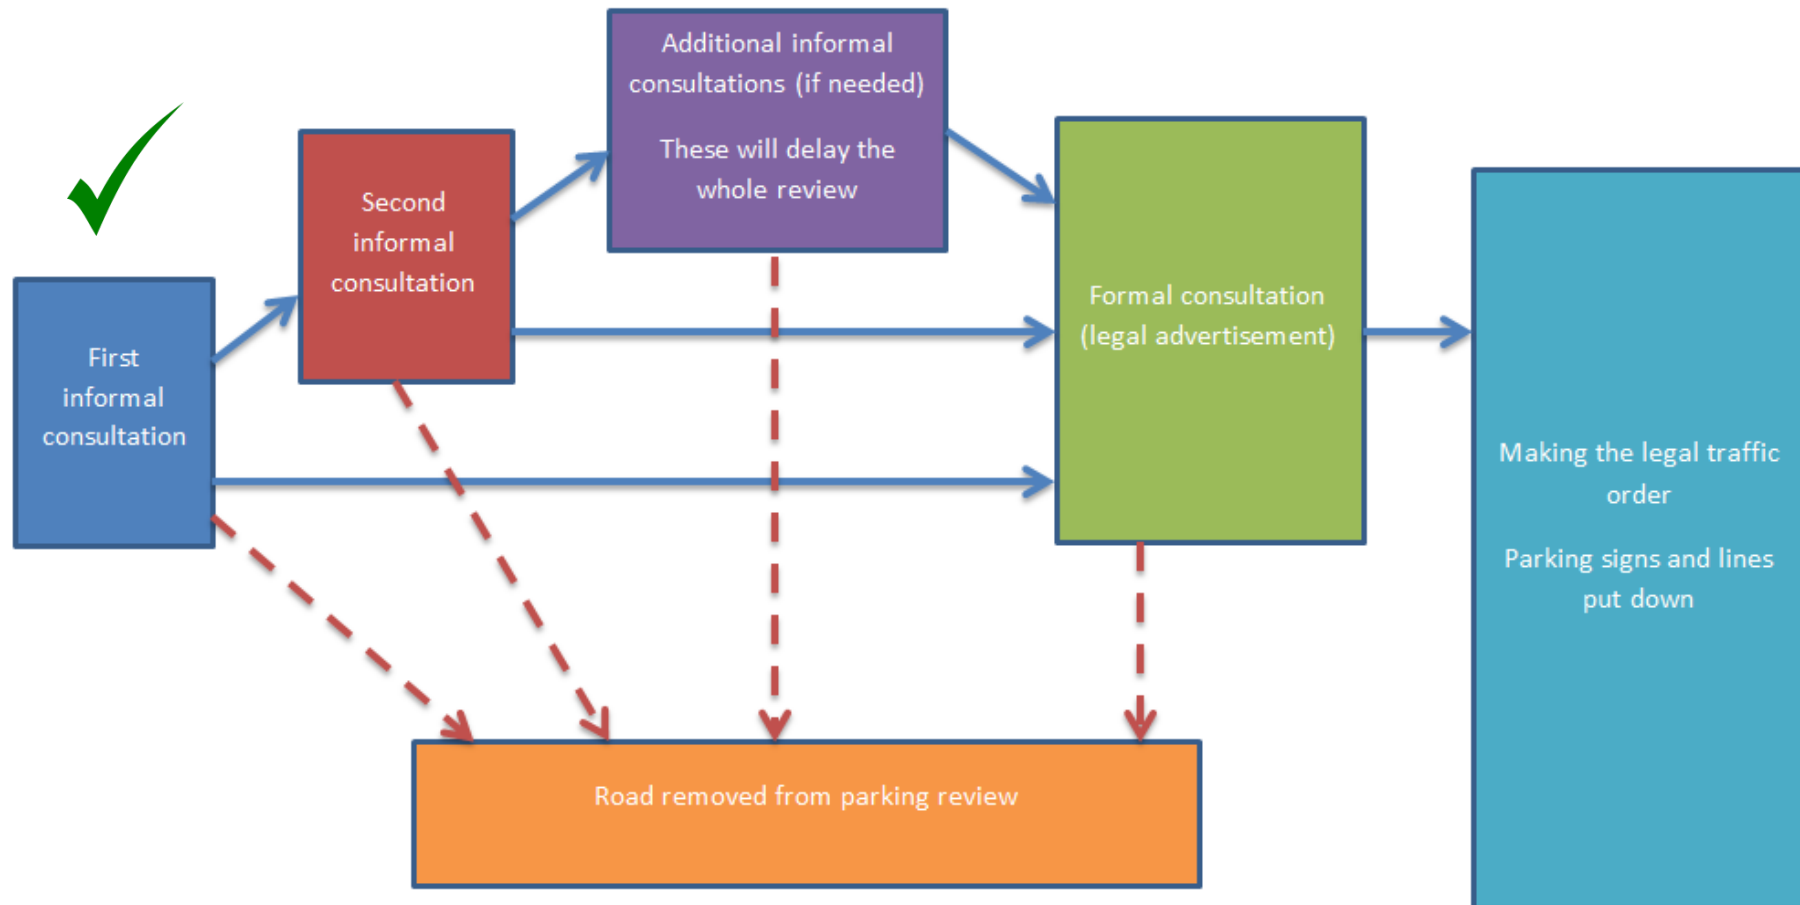 First
informal
consultation
Second
informal
consultation
Additional informal
consultations (if needed)
These will delay the
whole review
Formal consultation
(legal advertisement)
Making the legal traffic
order
Parking signs and lines
put down
Road removed from parking review